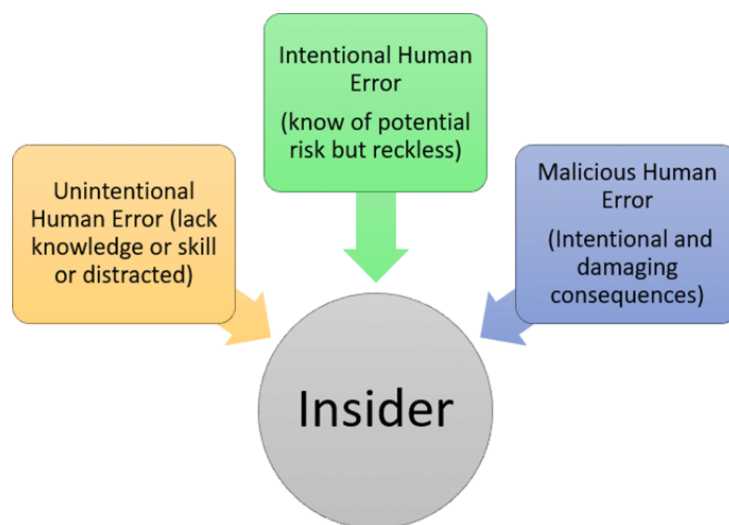 Intentional Human
Error
(know of potential
risk but reckless)
Unintentional
Human Error (lack
knowledge or skill
or distracted)
Malicious Human
Error
(Intentional and
damaging
consequences)
Insider